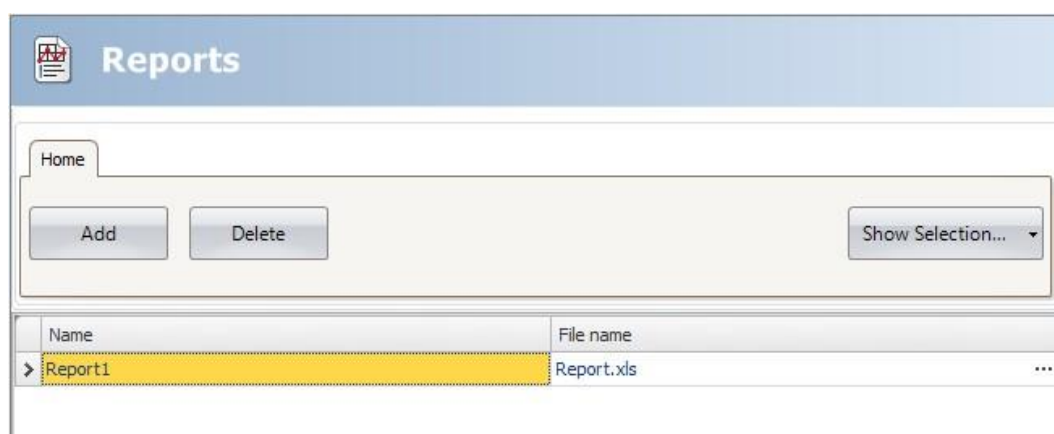 Reports
Home
Add Delete Show Selection...
Name File name
Report1 Report.xls ...